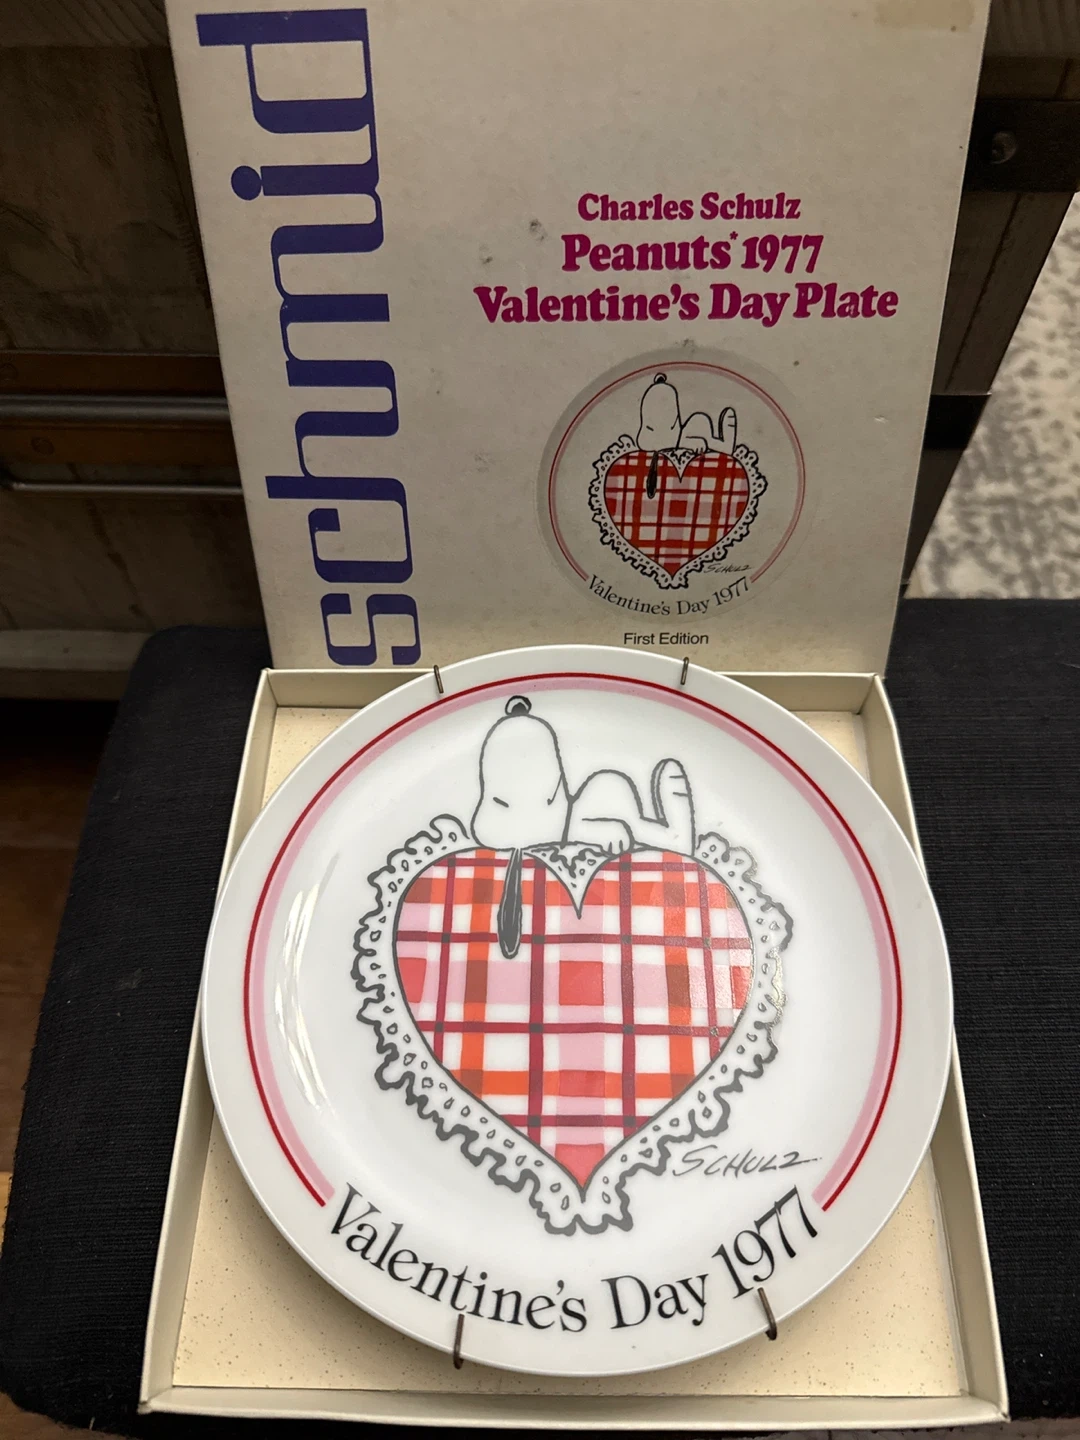 schmid
Charles Schulz
Peanuts* 1977
Valentine's Day Plate
SCHULZ
Valentine's Day 1977
First Edition
SCHULZ
Valentine's Day 1977